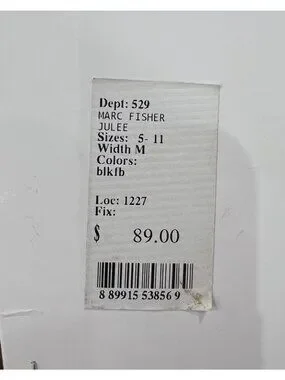 Dept: 529
MARC FISHER
JULEE
Sizes: 5- 11
Width M
Colors:
blkfb
Loc: 1227
Fix:
$ 89.00
8 89915 53856 9